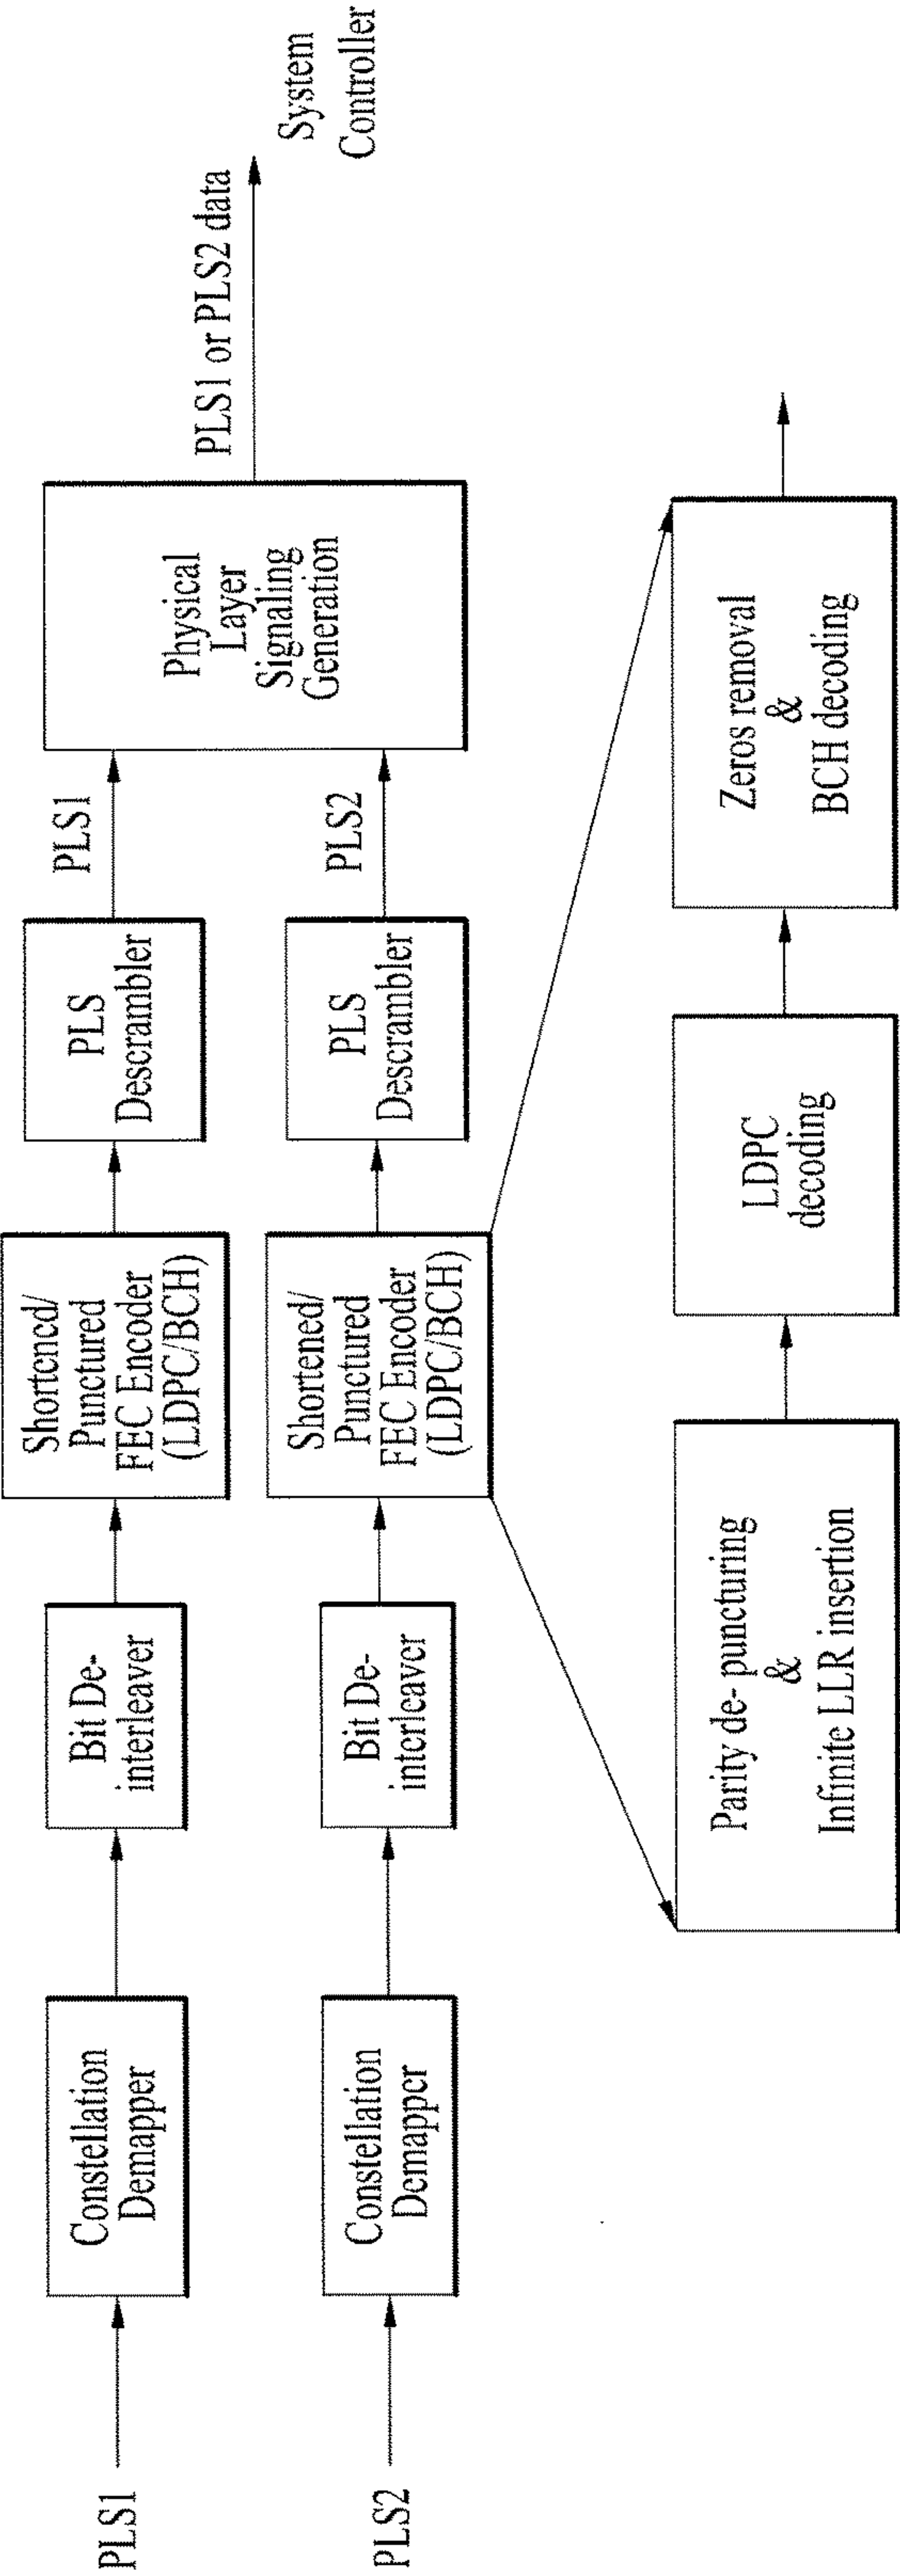 PLS1
Constellation
Demapper
Bit De-
interleaver
Shortened/
Punctured
FEC Encoder
(LDPC/BCH)
PLS
Descrambler
PLS1
Physical
Layer
Signaling
Generation
PLS1 or PLS2 data
System
Controller
PLS2
Constellation
Demapper
Bit De-
interleaver
Shortened/
Punctured
FEC Encoder
(LDPC/BCH)
PLS
Descrambler
PLS2
Parity de- puncturing
&
Infinite LLR insertion
LDPC
decoding
Zeros removal
&
BCH decoding